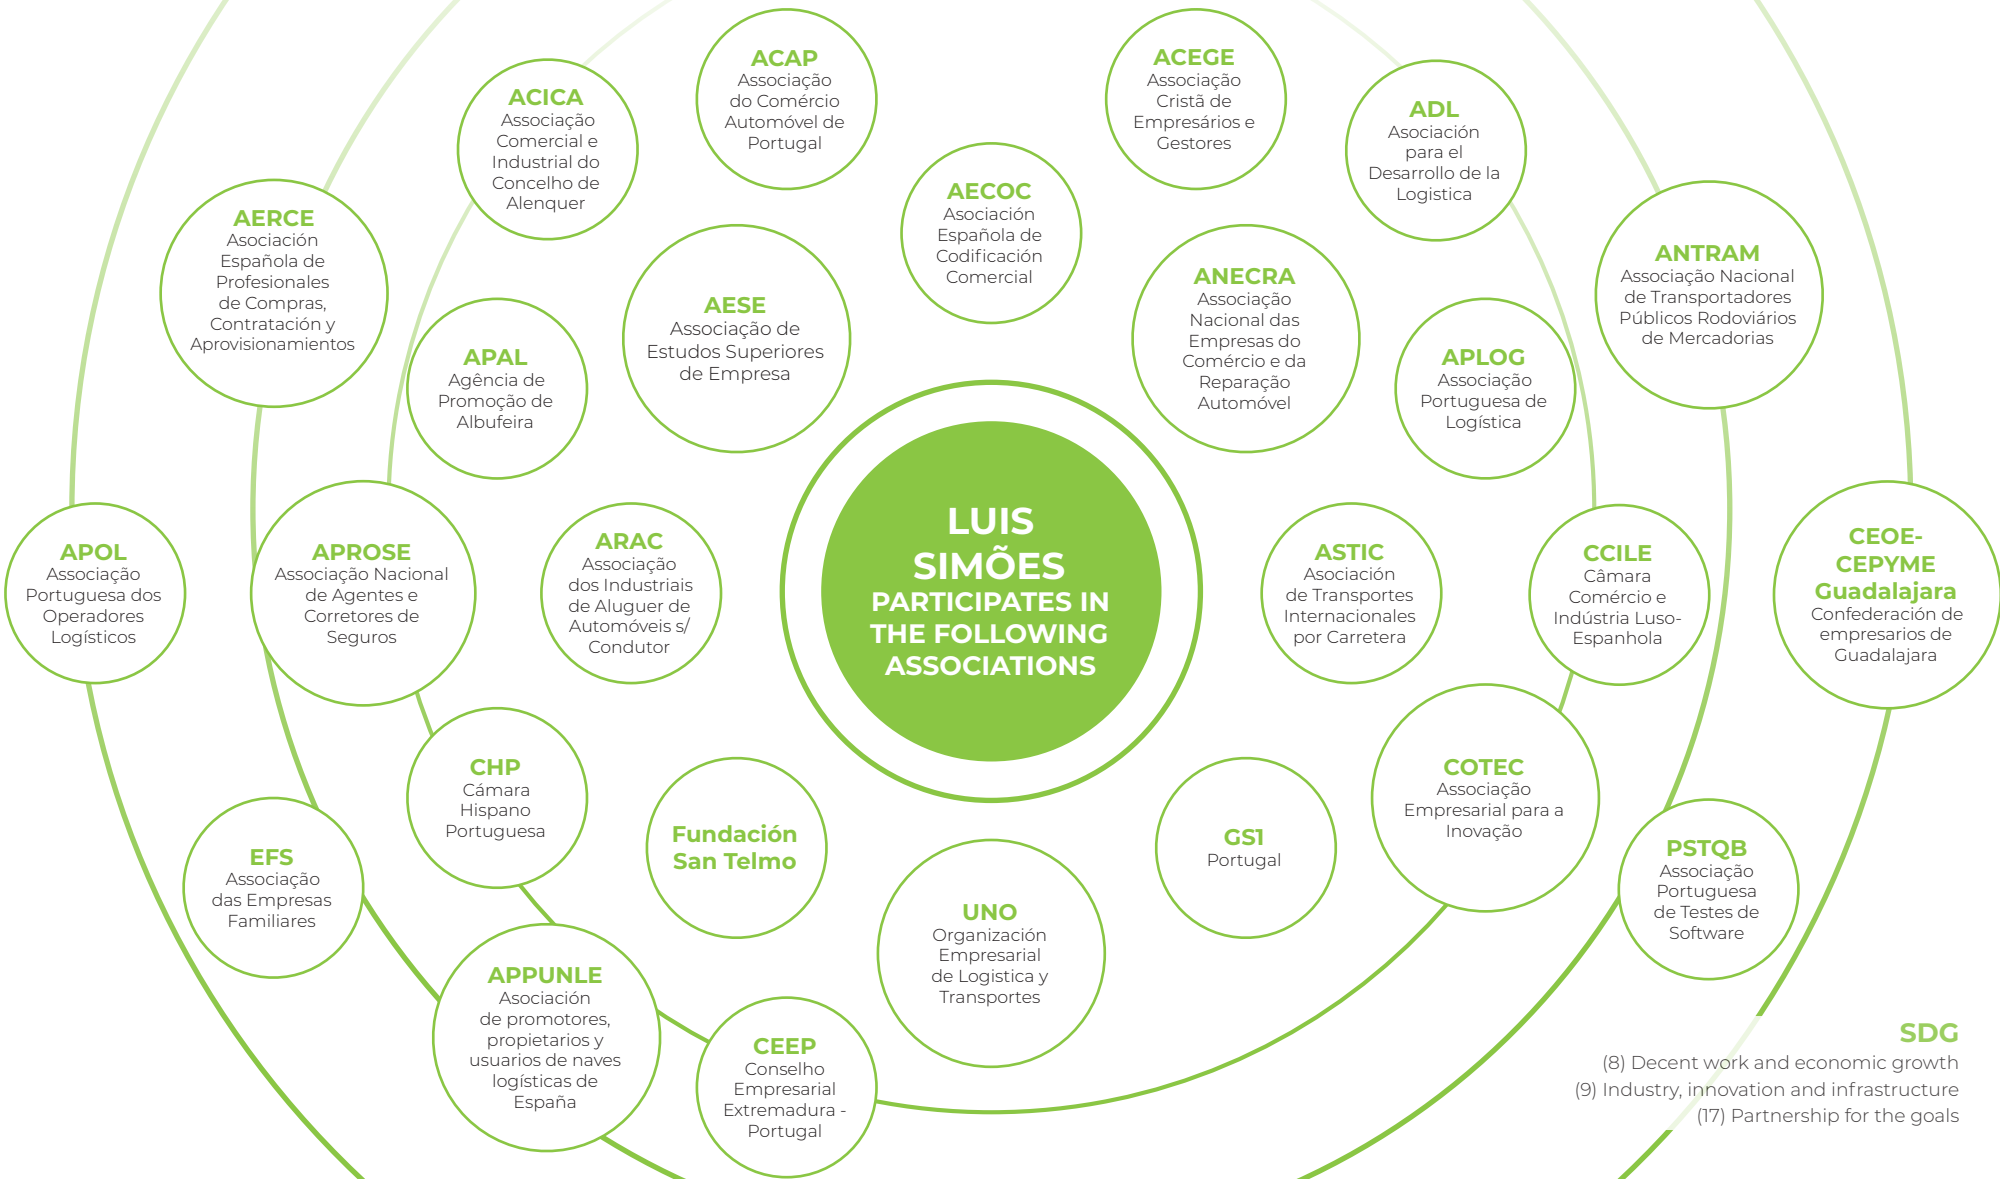 ACAP
Associação
do Comércio
Automóvel de
Portugal
ACEGE
Associação
Cristã de
Empresários e
Gestores
ACICA
Associação
Comercial e
Industrial do
Concelho de
Alenquer
ADL
Asociación
para el
Desarrollo de la
Logistica
AECOC
Asociación
Española de
Codificación
Comercial
AERCE
Asociación
Española de
Profesionales
de Compras,
Contratación y
Aprovisionamientos
ANTRAM
Associação Nacional
de Transportadores
Públicos Rodoviários
de Mercadorias
AESE
Associação de
Estudos Superiores
de Empresa
ANECRA
Associação
Nacional das
Empresas do
Comércio e da
Reparação
Automóvel
APAL
Agência de
Promoção de
Albufeira
APLOG
Associação
Portuguesa de
Logística
LUIS
SIMÕES
PARTICIPATES IN
THE FOLLOWING
ASSOCIATIONS
APOL
Associação
Portuguesa dos
Operadores
Logísticos
APROSE
Associação Nacional
de Agentes e
Corretores de
Seguros
ARAC
Associação
dos Industriais
de Aluguer de
Automóveis s/
Condutor
ASTIC
Asociación
de Transportes
Internacionales
por Carretera
CCILE
Câmara
Comércio e
Indústria Luso-
Espanhola
CEOE-
CEPYME
Guadalajara
Confederación de
empresarios de
Guadalajara
CHP
Cámara
Hispano
Portuguesa
Fundación
San Telmo
GS1
Portugal
COTEC
Associação
Empresarial para a
Inovação
EFS
Associação
das Empresas
Familiares
UNO
Organización
Empresarial
de Logistica y
Transportes
PSTQB
Associação
Portuguesa
de Testes de
Software
APPUNLE
Asociación
de promotores,
propietarios y
usuarios de naves
logísticas de
España
CEEP
Conselho
Empresarial
Extremadura -
Portugal
SDG
(8) Decent work and economic growth
(9) Industry, innovation and infrastructure
(17) Partnership for the goals